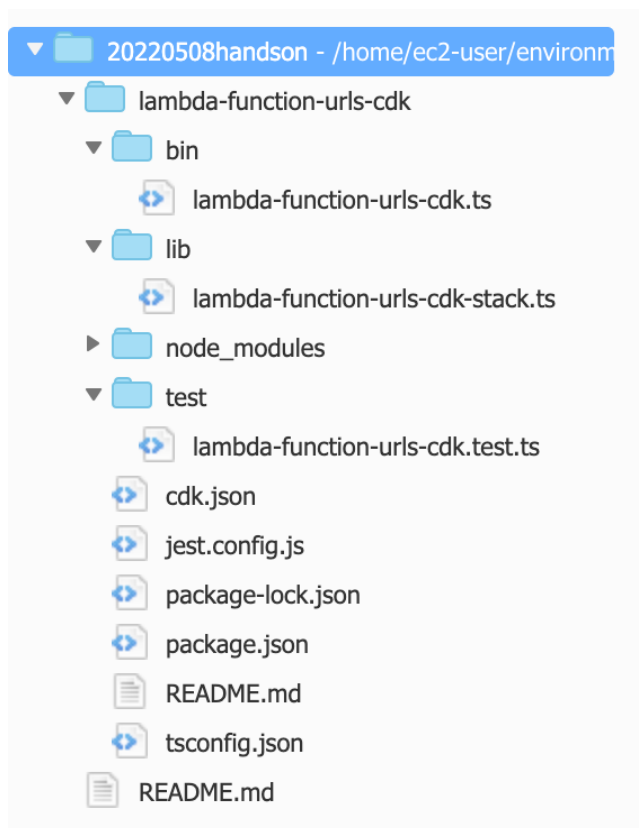 20220508handson - /home/ec2-user/environm
lambda-function-urls-cdk
bin
lambda-function-urls-cdk.ts
lib
lambda-function-urls-cdk-stack.ts
node_modules
test
lambda-function-urls-cdk.test.ts
cdk.json
jest.config.js
package-lock.json
package.json
README.md
tsconfig.json
README.md